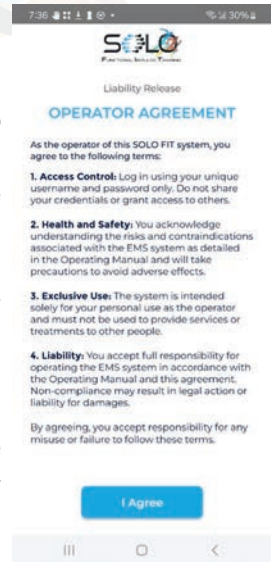 7:36
30%
SOLO
FUNCTIONAL IMPULSE TRAINING
Liability Release
OPERATOR AGREEMENT
As the operator of this SOLO FIT system, you
agree to the following terms:
1. Access Control: Log in using your unique
username and password only. Do not share
your credentials or grant access to others.
2. Health and Safety: You acknowledge
understanding the risks and contraindications
associated with the EMS system as detailed
in the Operating Manual and will take
precautions to avoid adverse effects.
3. Exclusive Use: The system is intended
solely for your personal use as the operator
and must not be used to provide services or
treatments to other people.
4. Liability: You accept full responsibility for
operating the EMS system in accordance with
the Operating Manual and this agreement.
Non-compliance may result in legal action or
liability for damages.
By agreeing, you accept responsibility for any
misuse or failure to follow these terms.
I Agree